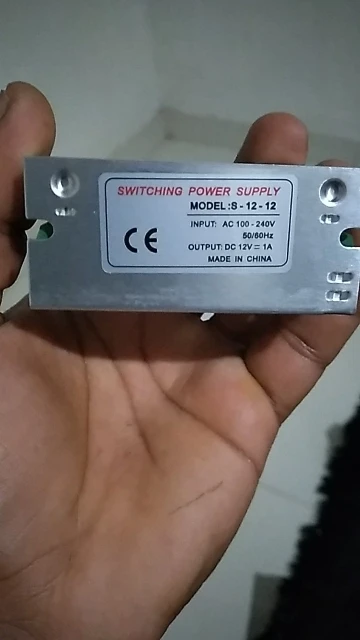 SWITCHING POWER SUPPLY
MODEL:S-12-12
INPUT: AC 100-240V
50/60Hz
CE
OUTPUT: DC 12V⎓1A
MADE IN CHINA